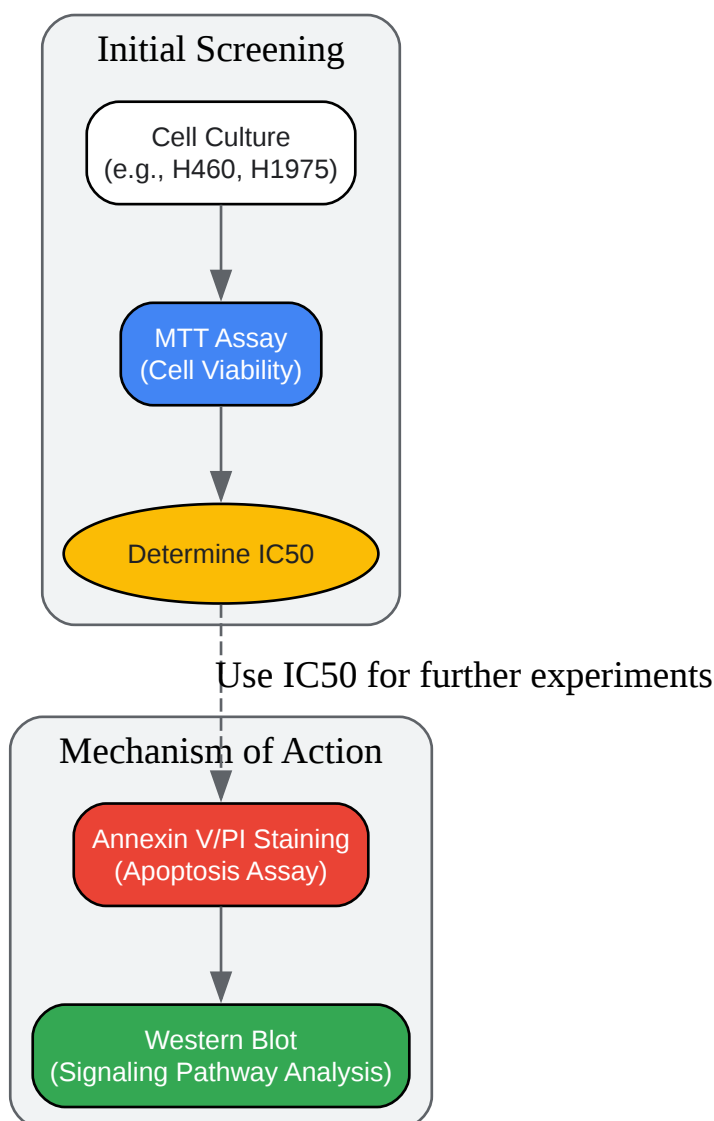 Initial Screening
Cell Culture
(e.g., H460, H1975)
MTT Assay
(Cell Viability)
Determine IC50
Use IC50 for further experiments
Mechanism of Action
Annexin V/PI Staining
(Apoptosis Assay)
Western Blot
(Signaling Pathway Analysis)